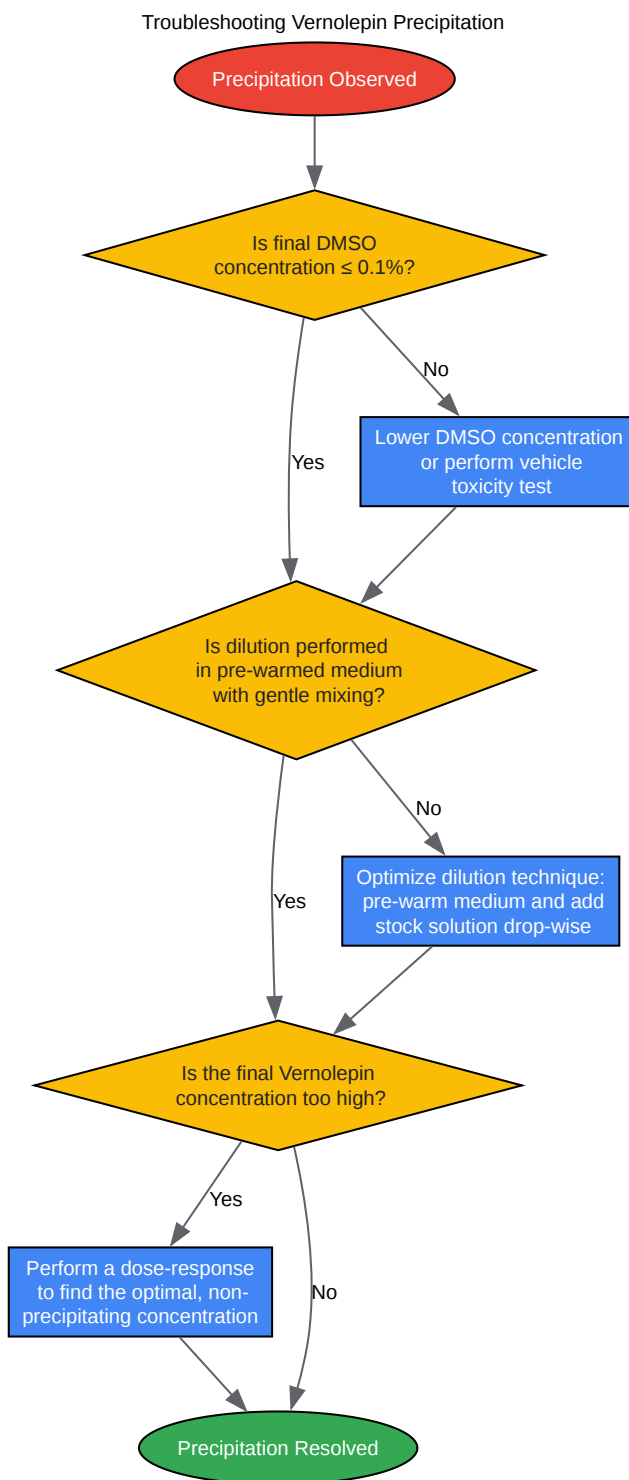 Troubleshooting Vernolepin Precipitation
Precipitation Observed
Is final DMSO
concentration ≤ 0.1%?
No
Lower DMSO concentration
or perform vehicle
toxicity test
Yes
Is dilution performed
in pre-warmed medium
with gentle mixing?
No
Optimize dilution technique:
pre-warm medium and add
stock solution drop-wise
Yes
Is the final Vernolepin
concentration too high?
Yes
Perform a dose-response
to find the optimal, non-
precipitating concentration
No
Precipitation Resolved